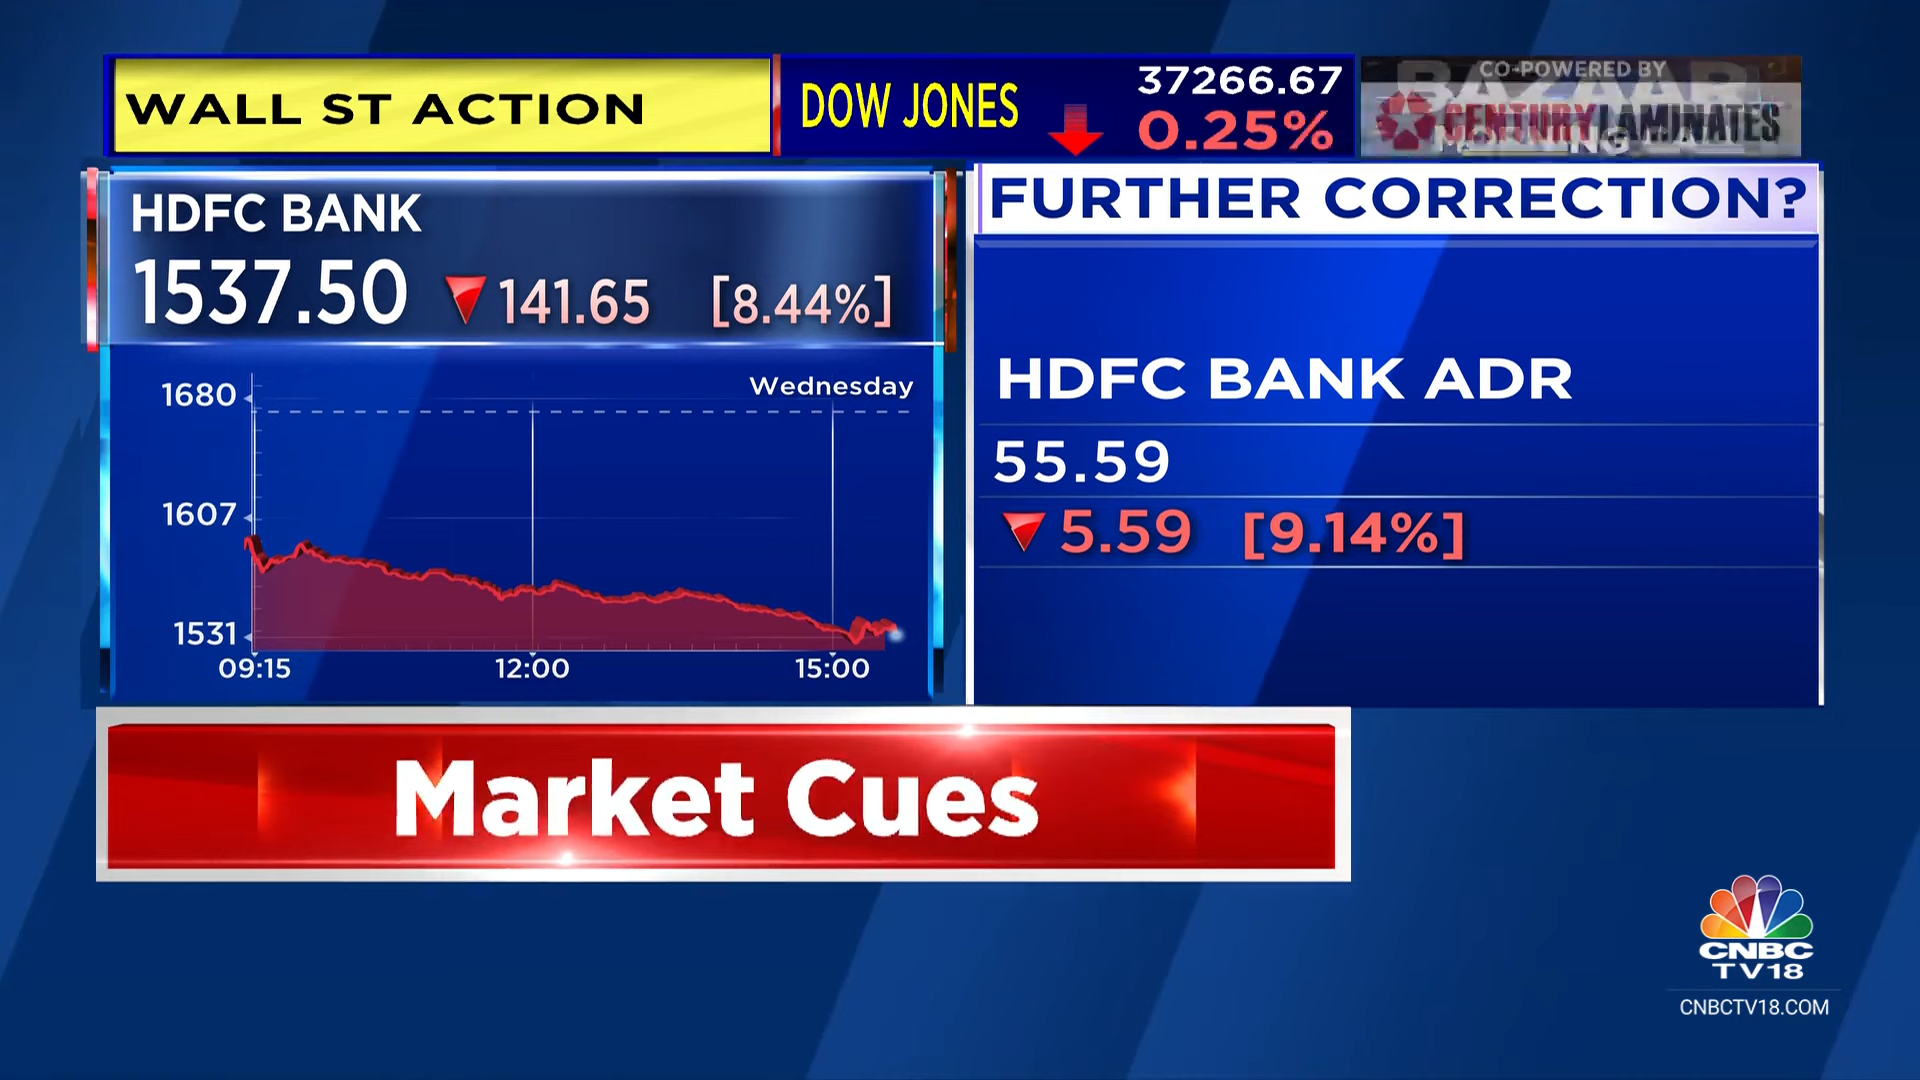 WALL ST ACTION
DOW JONES
37266.67
0.25%
CO-POWERED BY
BAZAAR
CENTURYLAMINATES
HDFC BANK
1537.50 141.65 [8.44%]
Wednesday
1680
1607
1531
09:15 12:00 15:00
FURTHER CORRECTION?
HDFC BANK ADR
55.59
5.59 [9.14%]
Market Cues
CNBC
TV18
CNBCTV18.COM